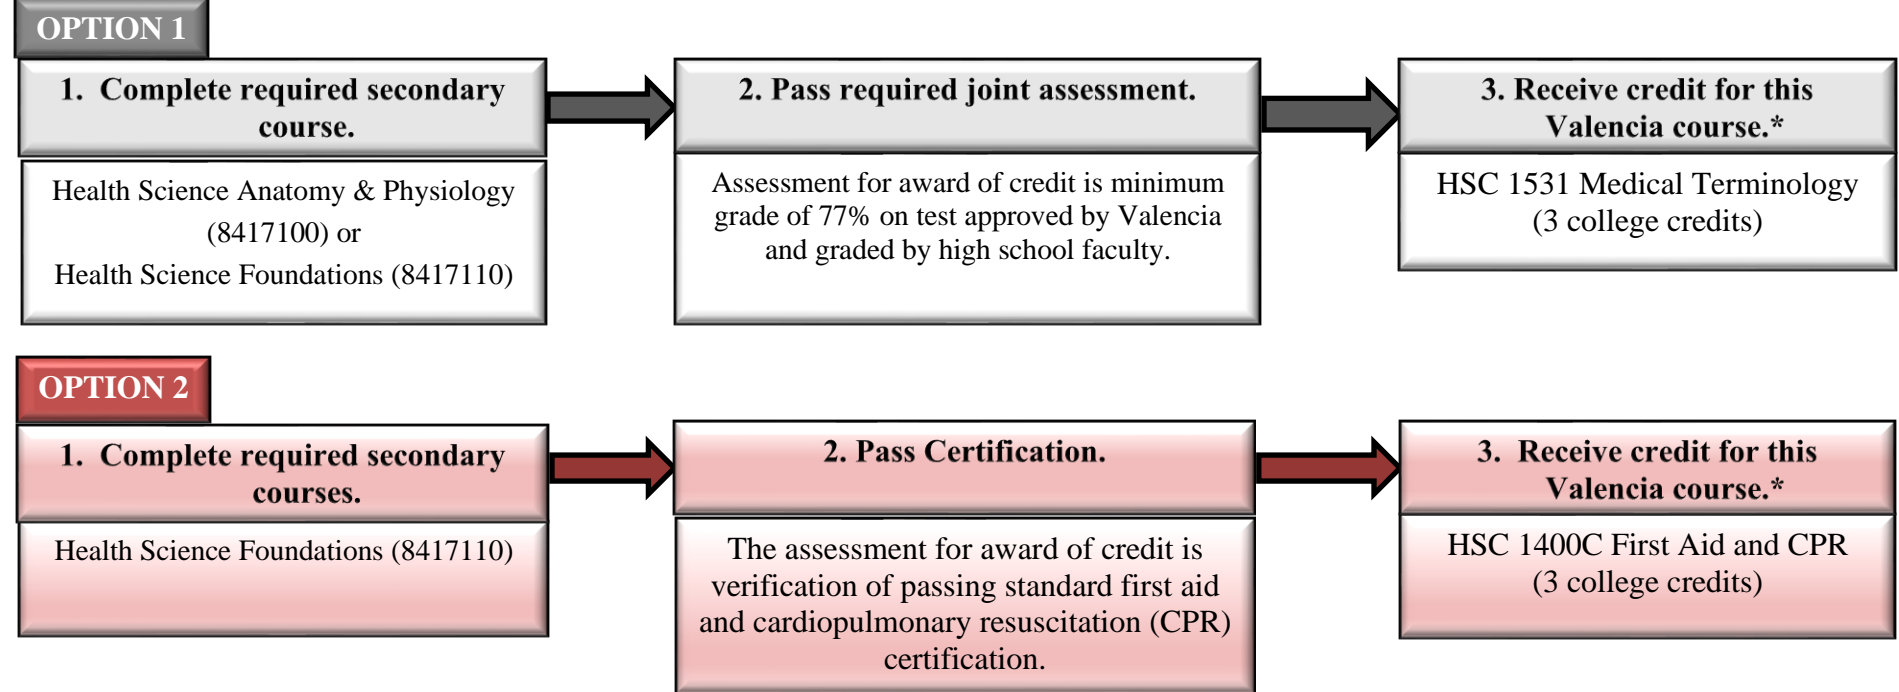 OPTION 1
1. Complete required secondary
course.
Health Science Anatomy & Physiology
(8417100) or
Health Science Foundations (8417110)
2. Pass required joint assessment.
Assessment for award of credit is minimum
grade of 77% on test approved by Valencia
and graded by high school faculty.
3. Receive credit for this
Valencia course.*
HSC 1531 Medical Terminology
(3 college credits)
OPTION 2
1. Complete required secondary
courses.
Health Science Foundations (8417110)
2. Pass Certification.
The assessment for award of credit is
verification of passing standard first aid
and cardiopulmonary resuscitation (CPR)
certification.
3. Receive credit for this
Valencia course.*
HSC 1400C First Aid and CPR
(3 college credits)